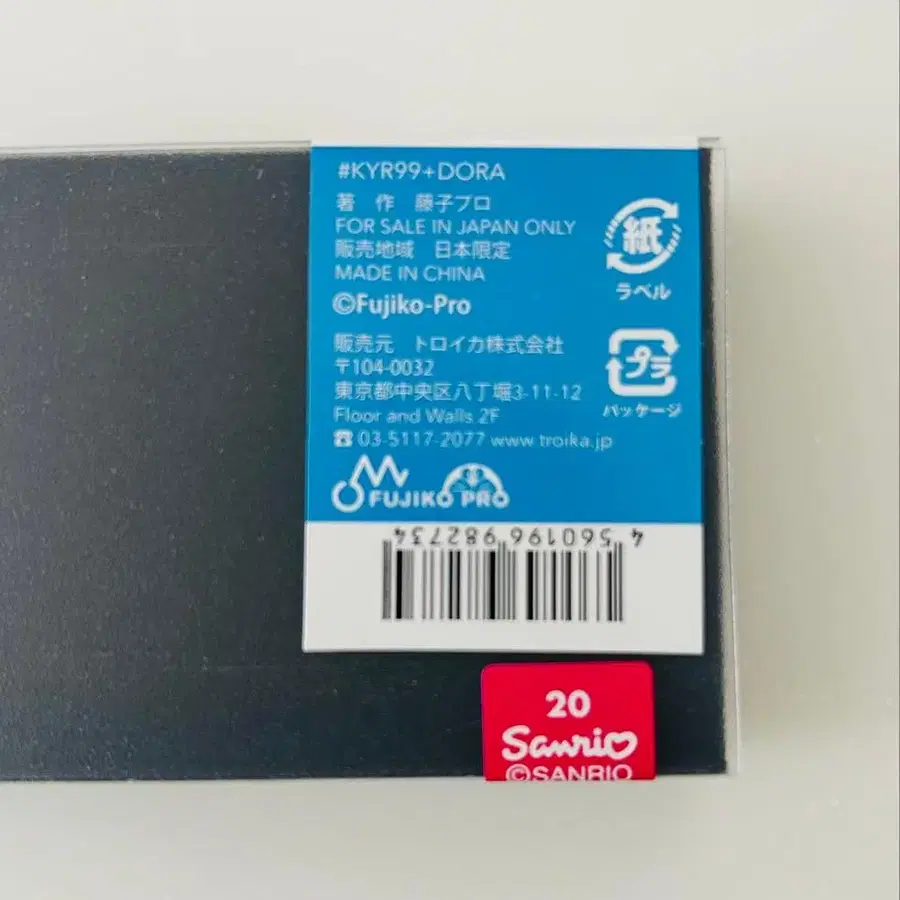 #KYR99+DORA
著 作 藤子プロ
FOR SALE IN JAPAN ONLY
販売地域 日本限定
MADE IN CHINA
©Fujiko-Pro
紙
ラベル
販売元 トロイカ株式会社
〒104-0032
東京都中央区八丁堀3-11-12
Floor and Walls 2F
☎ 03-5117-2077 www.troika.jp
プラ
パッケージ
FUJIKO PRO
4 560196 982734
20
Sanrio
©SANRIO